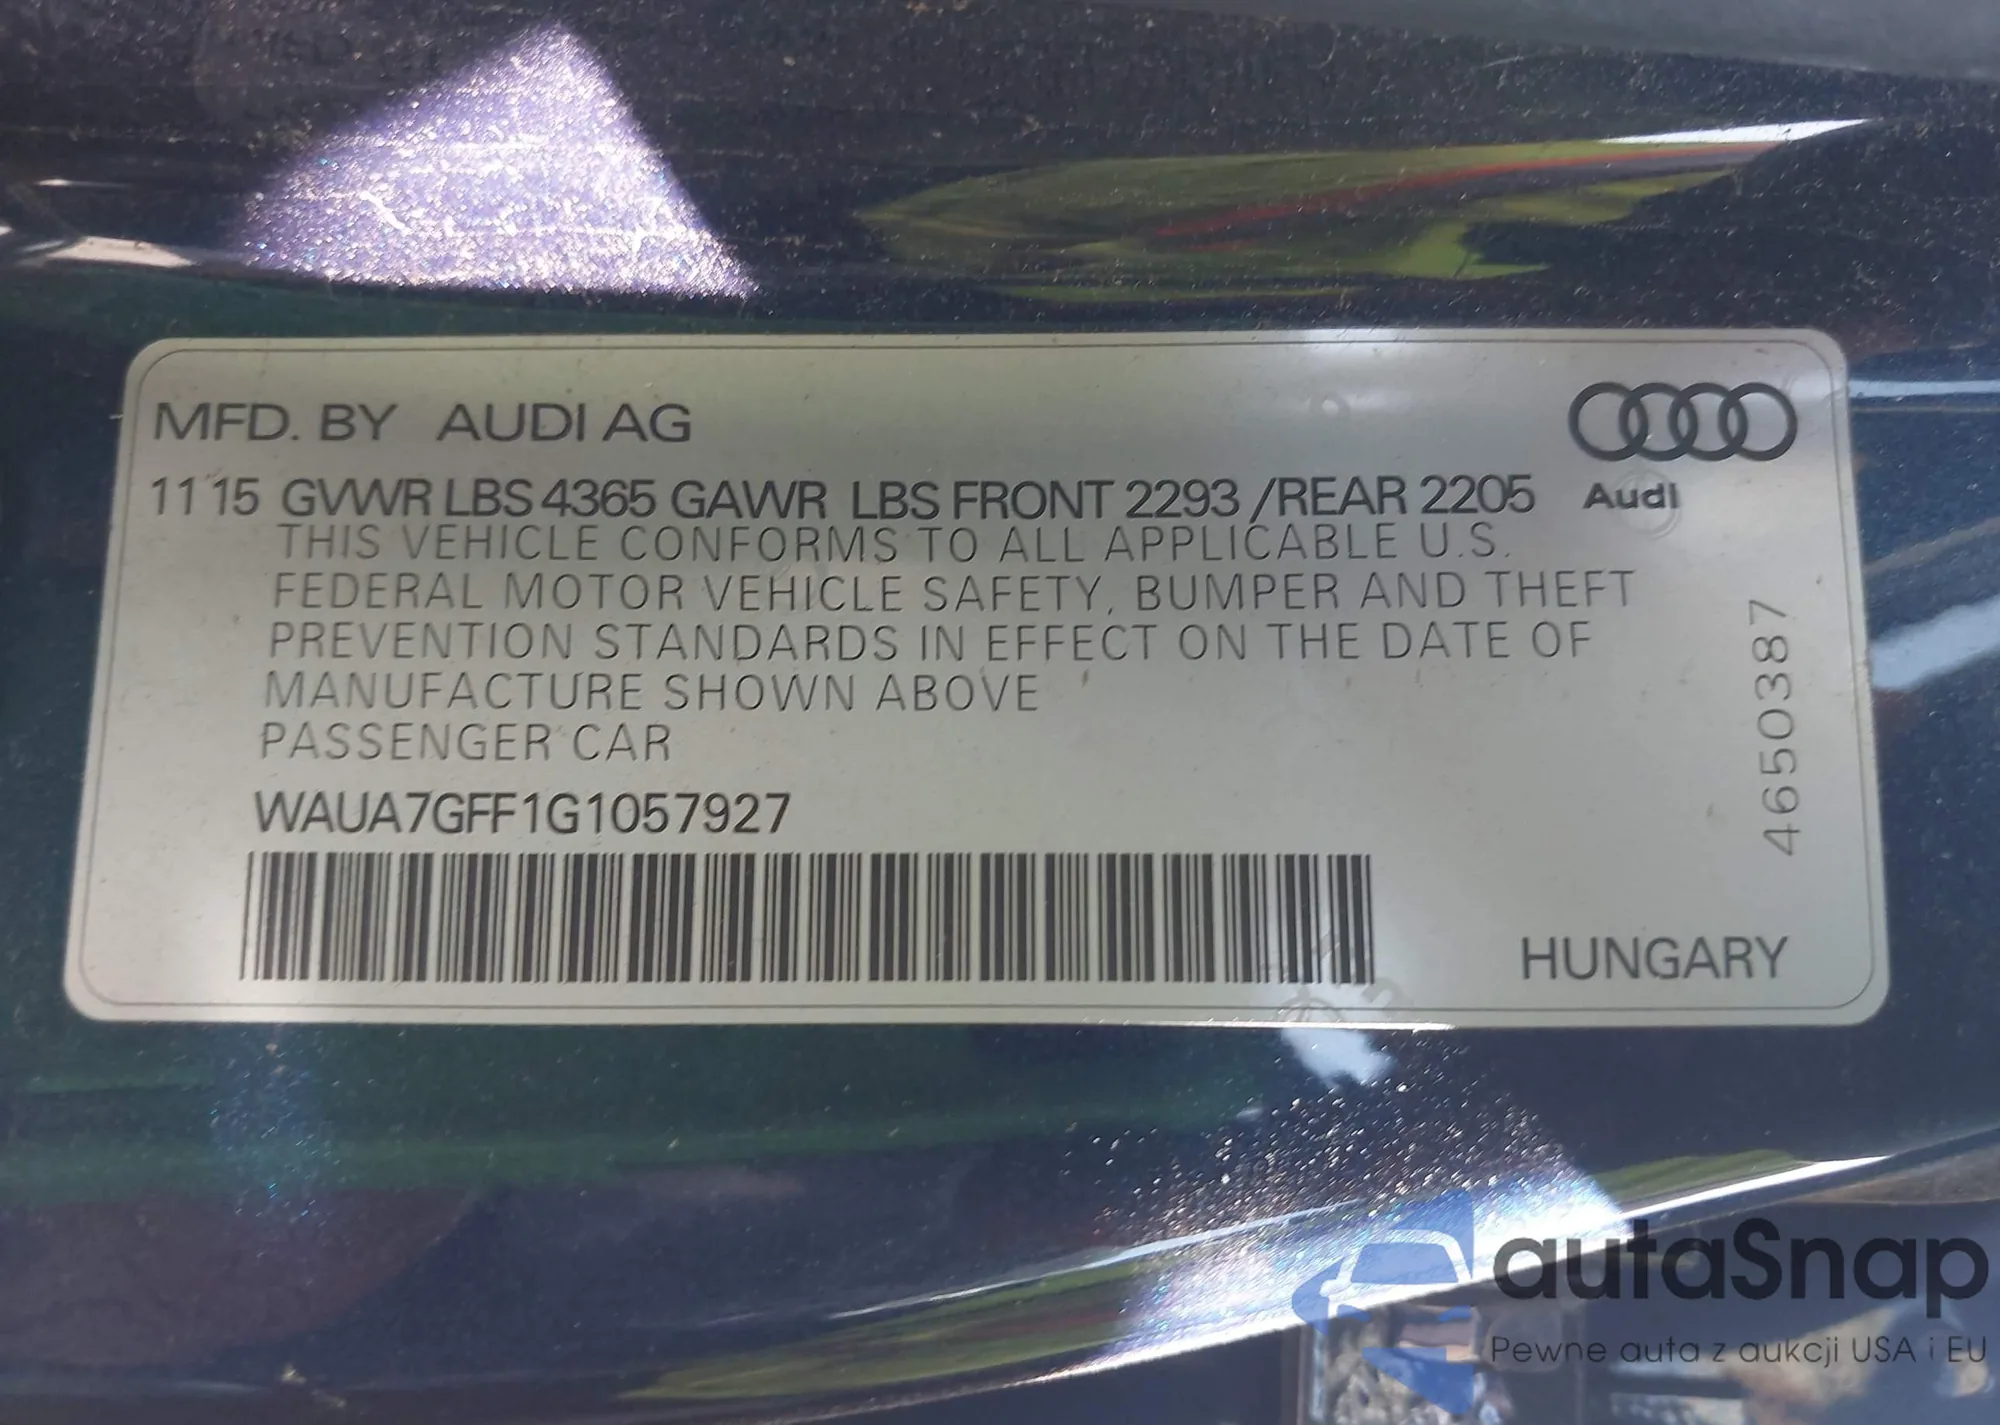 MFD. BY AUDI AG
11 15 GVWR LBS 4365 GAWR LBS FRONT 2293 /REAR 2205
Audi
THIS VEHICLE CONFORMS TO ALL APPLICABLE U.S.
FEDERAL MOTOR VEHICLE SAFETY, BUMPER AND THEFT
PREVENTION STANDARDS IN EFFECT ON THE DATE OF
MANUFACTURE SHOWN ABOVE
PASSENGER CAR
WAUA7GFF1G1057927
4650387
HUNGARY
autaSnap
Pewne auta z aukcji USA i EU